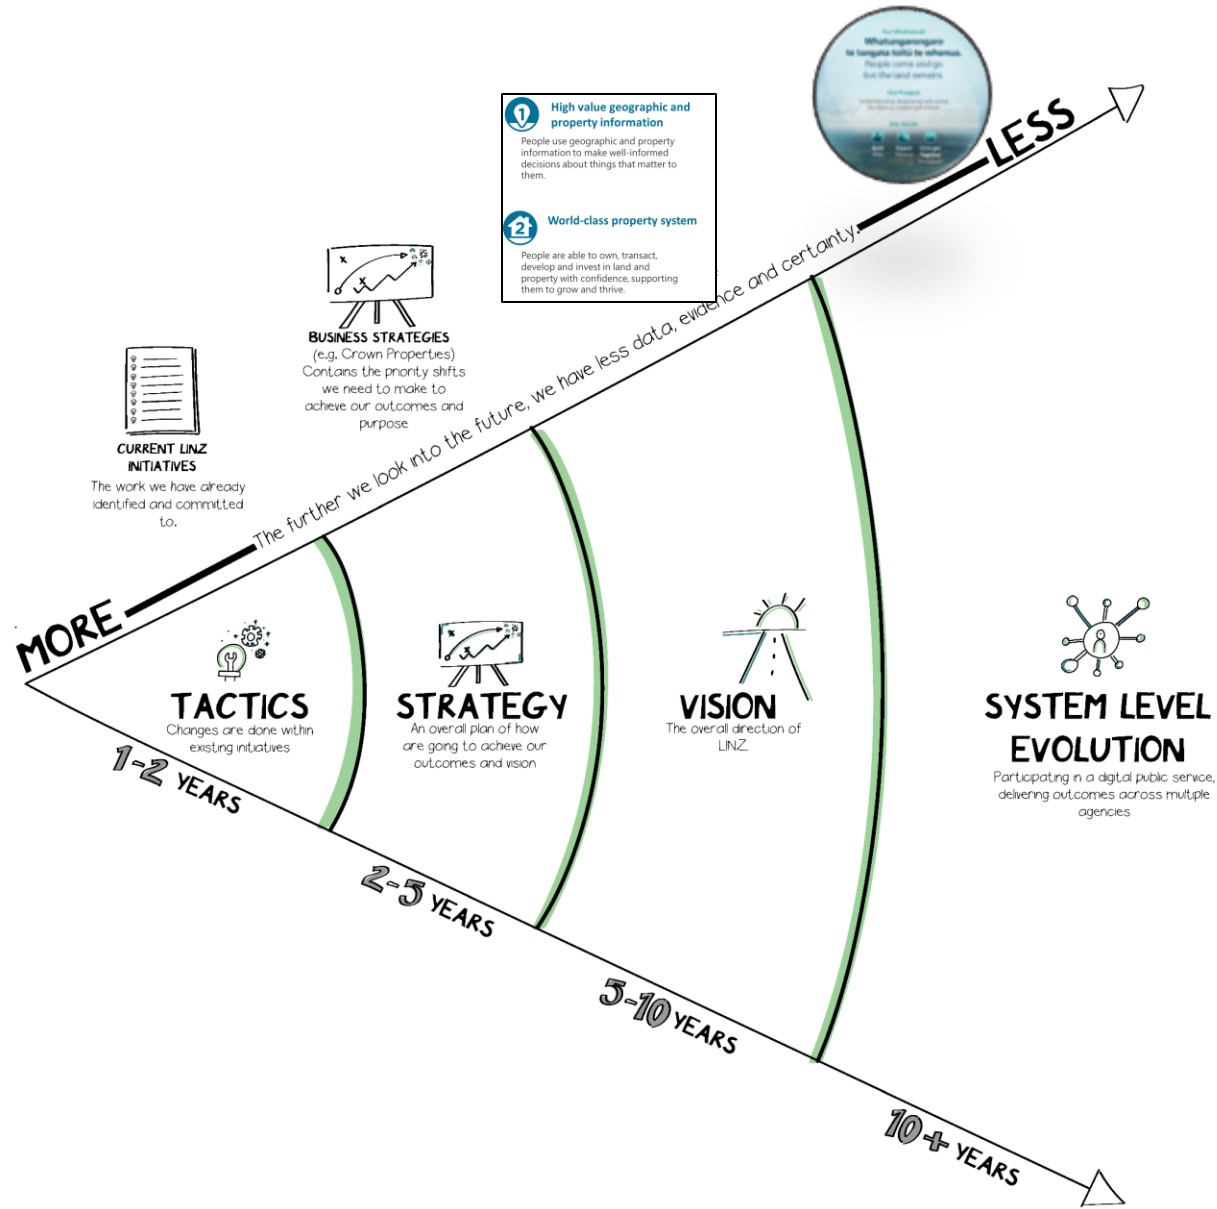 Whatungarongaro
te tangata toitū te whenua.
People come and go
but the land remains.
1
High value geographic and
property information
People use geographic and property
information to make well-informed
decisions about things that matter to
them.
2
World-class property system
People are able to own, transact,
develop and invest in land and
property with confidence, supporting
them to grow and thrive.
BUSINESS STRATEGIES
(e.g. Crown Properties)
Contains the priority shifts
we need to make to
achieve our outcomes and
purpose
CURRENT LINZ
INITIATIVES
The work we have already
identified and committed
to.
MORE
The further we look into the future, we have less data, evidence and certainty.
LESS
TACTICS
Changes are done within
existing initiatives
STRATEGY
An overall plan of how
are going to achieve our
outcomes and vision
VISION
The overall direction of
LINZ
SYSTEM LEVEL
EVOLUTION
Participating in a digital public service,
delivering outcomes across multiple
agencies
1-2 YEARS
2-5 YEARS
5-10 YEARS
10+ YEARS